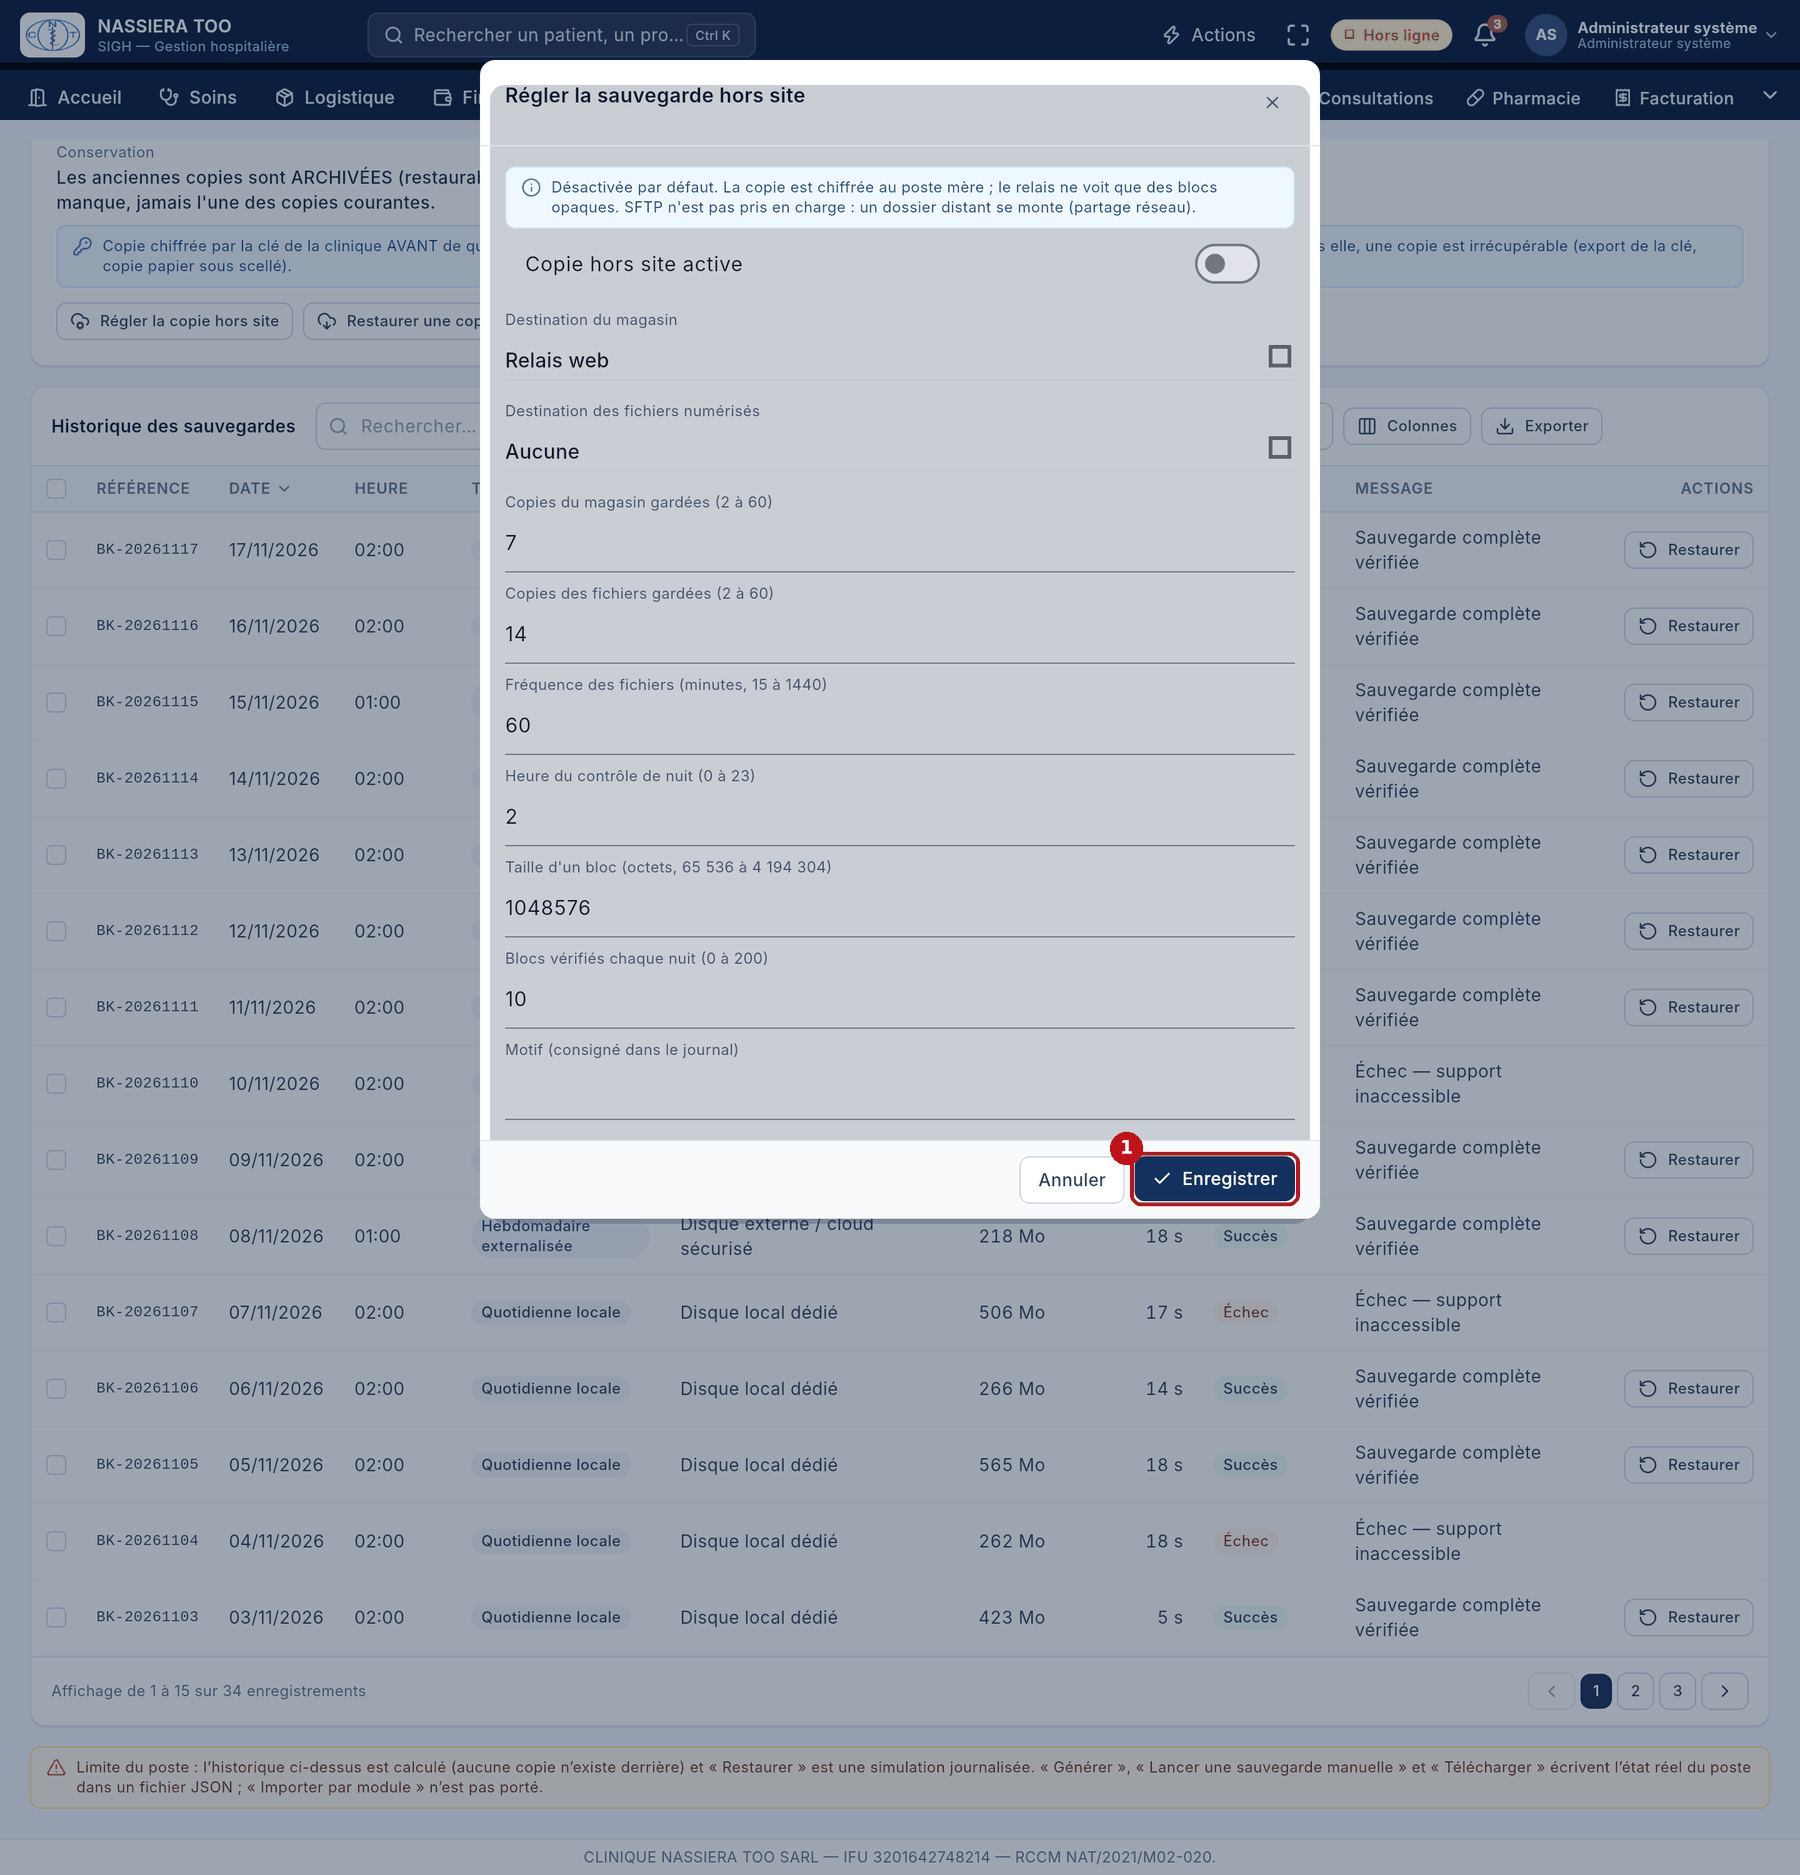 NASSIERA TOO
SIGH — Gestion hospitalière
Rechercher un patient, un pro...
Ctrl K
Actions
Hors ligne
3
AS
Administrateur système
Administrateur système
Accueil
Soins
Logistique
Fi
Consultations
Pharmacie
Facturation
Conservation
Les anciennes copies sont ARCHIVÉES (restaura
manque, jamais l'une des copies courantes.
Copie chiffrée par la clé de la clinique AVANT de qu
s elle, une copie est irrécupérable (export de la clé,
copie papier sous scellé).
Régler la copie hors site
Restaurer une cop
Régler la sauvegarde hors site
Désactivée par défaut. La copie est chiffrée au poste mère ; le relais ne voit que des blocs
opaques. SFTP n'est pas pris en charge : un dossier distant se monte (partage réseau).
Copie hors site active
Destination du magasin
Relais web
Destination des fichiers numérisés
Aucune
Copies du magasin gardées (2 à 60)
7
Copies des fichiers gardées (2 à 60)
14
Fréquence des fichiers (minutes, 15 à 1440)
60
Heure du contrôle de nuit (0 à 23)
2
Taille d'un bloc (octets, 65 536 à 4 194 304)
1048576
Blocs vérifiés chaque nuit (0 à 200)
10
Motif (consigné dans le journal)
1
Annuler
Enregistrer
Historique des sauvegardes
Rechercher...
Colonnes
Exporter
RÉFÉRENCE DATE HEURE T MESSAGE ACTIONS
BK-20261117 17/11/2026 02:00 Sauvegarde complète vérifiée Restaurer
BK-20261116 16/11/2026 02:00 Sauvegarde complète vérifiée Restaurer
BK-20261115 15/11/2026 01:00 Sauvegarde complète vérifiée Restaurer
BK-20261114 14/11/2026 02:00 Sauvegarde complète vérifiée Restaurer
BK-20261113 13/11/2026 02:00 Sauvegarde complète vérifiée Restaurer
BK-20261112 12/11/2026 02:00 Sauvegarde complète vérifiée Restaurer
BK-20261111 11/11/2026 02:00 Sauvegarde complète vérifiée Restaurer
BK-20261110 10/11/2026 02:00 Échec — support inaccessible
BK-20261109 09/11/2026 02:00 Sauvegarde complète vérifiée Restaurer
BK-20261108 08/11/2026 01:00 Hebdomadaire externalisée Disque externe / cloud sécurisé 218 Mo 18 s Succès Sauvegarde complète vérifiée Restaurer
BK-20261107 07/11/2026 02:00 Quotidienne locale Disque local dédié 506 Mo 17 s Échec Échec — support inaccessible
BK-20261106 06/11/2026 02:00 Quotidienne locale Disque local dédié 266 Mo 14 s Succès Sauvegarde complète vérifiée Restaurer
BK-20261105 05/11/2026 02:00 Quotidienne locale Disque local dédié 565 Mo 18 s Succès Sauvegarde complète vérifiée Restaurer
BK-20261104 04/11/2026 02:00 Quotidienne locale Disque local dédié 262 Mo 18 s Échec Échec — support inaccessible
BK-20261103 03/11/2026 02:00 Quotidienne locale Disque local dédié 423 Mo 5 s Succès Sauvegarde complète vérifiée Restaurer
Affichage de 1 à 15 sur 34 enregistrements
1 2 3
Limite du poste : l’historique ci-dessus est calculé (aucune copie n’existe derrière) et « Restaurer » est une simulation journalisée. « Générer », « Lancer une sauvegarde manuelle » et « Télécharger » écrivent l’état réel du poste
dans un fichier JSON ; « Importer par module » n’est pas porté.
CLINIQUE NASSIERA TOO SARL — IFU 3201642748214 — RCCM NAT/2021/M02-020.